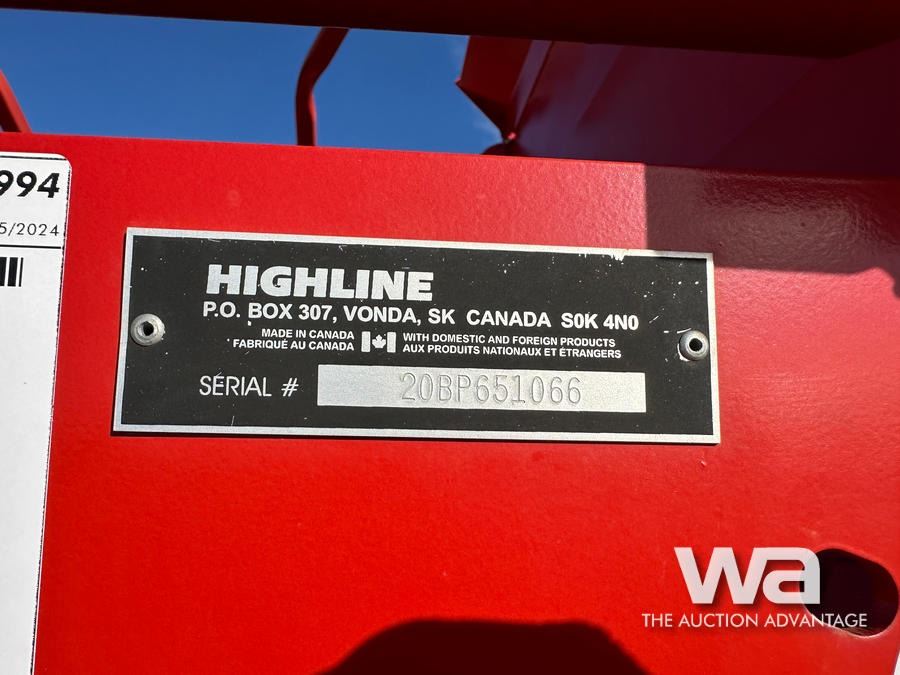 994
5/2024
HIGHLINE
P.O. BOX 307, VONDA, SK CANADA S0K 4N0
MADE IN CANADA WITH DOMESTIC AND FOREIGN PRODUCTS
FABRIQUÉ AU CANADA AUX PRODUITS NATIONAUX ET ÉTRANGERS
SERIAL # 20BP651066
wa
THE AUCTION ADVANTAGE